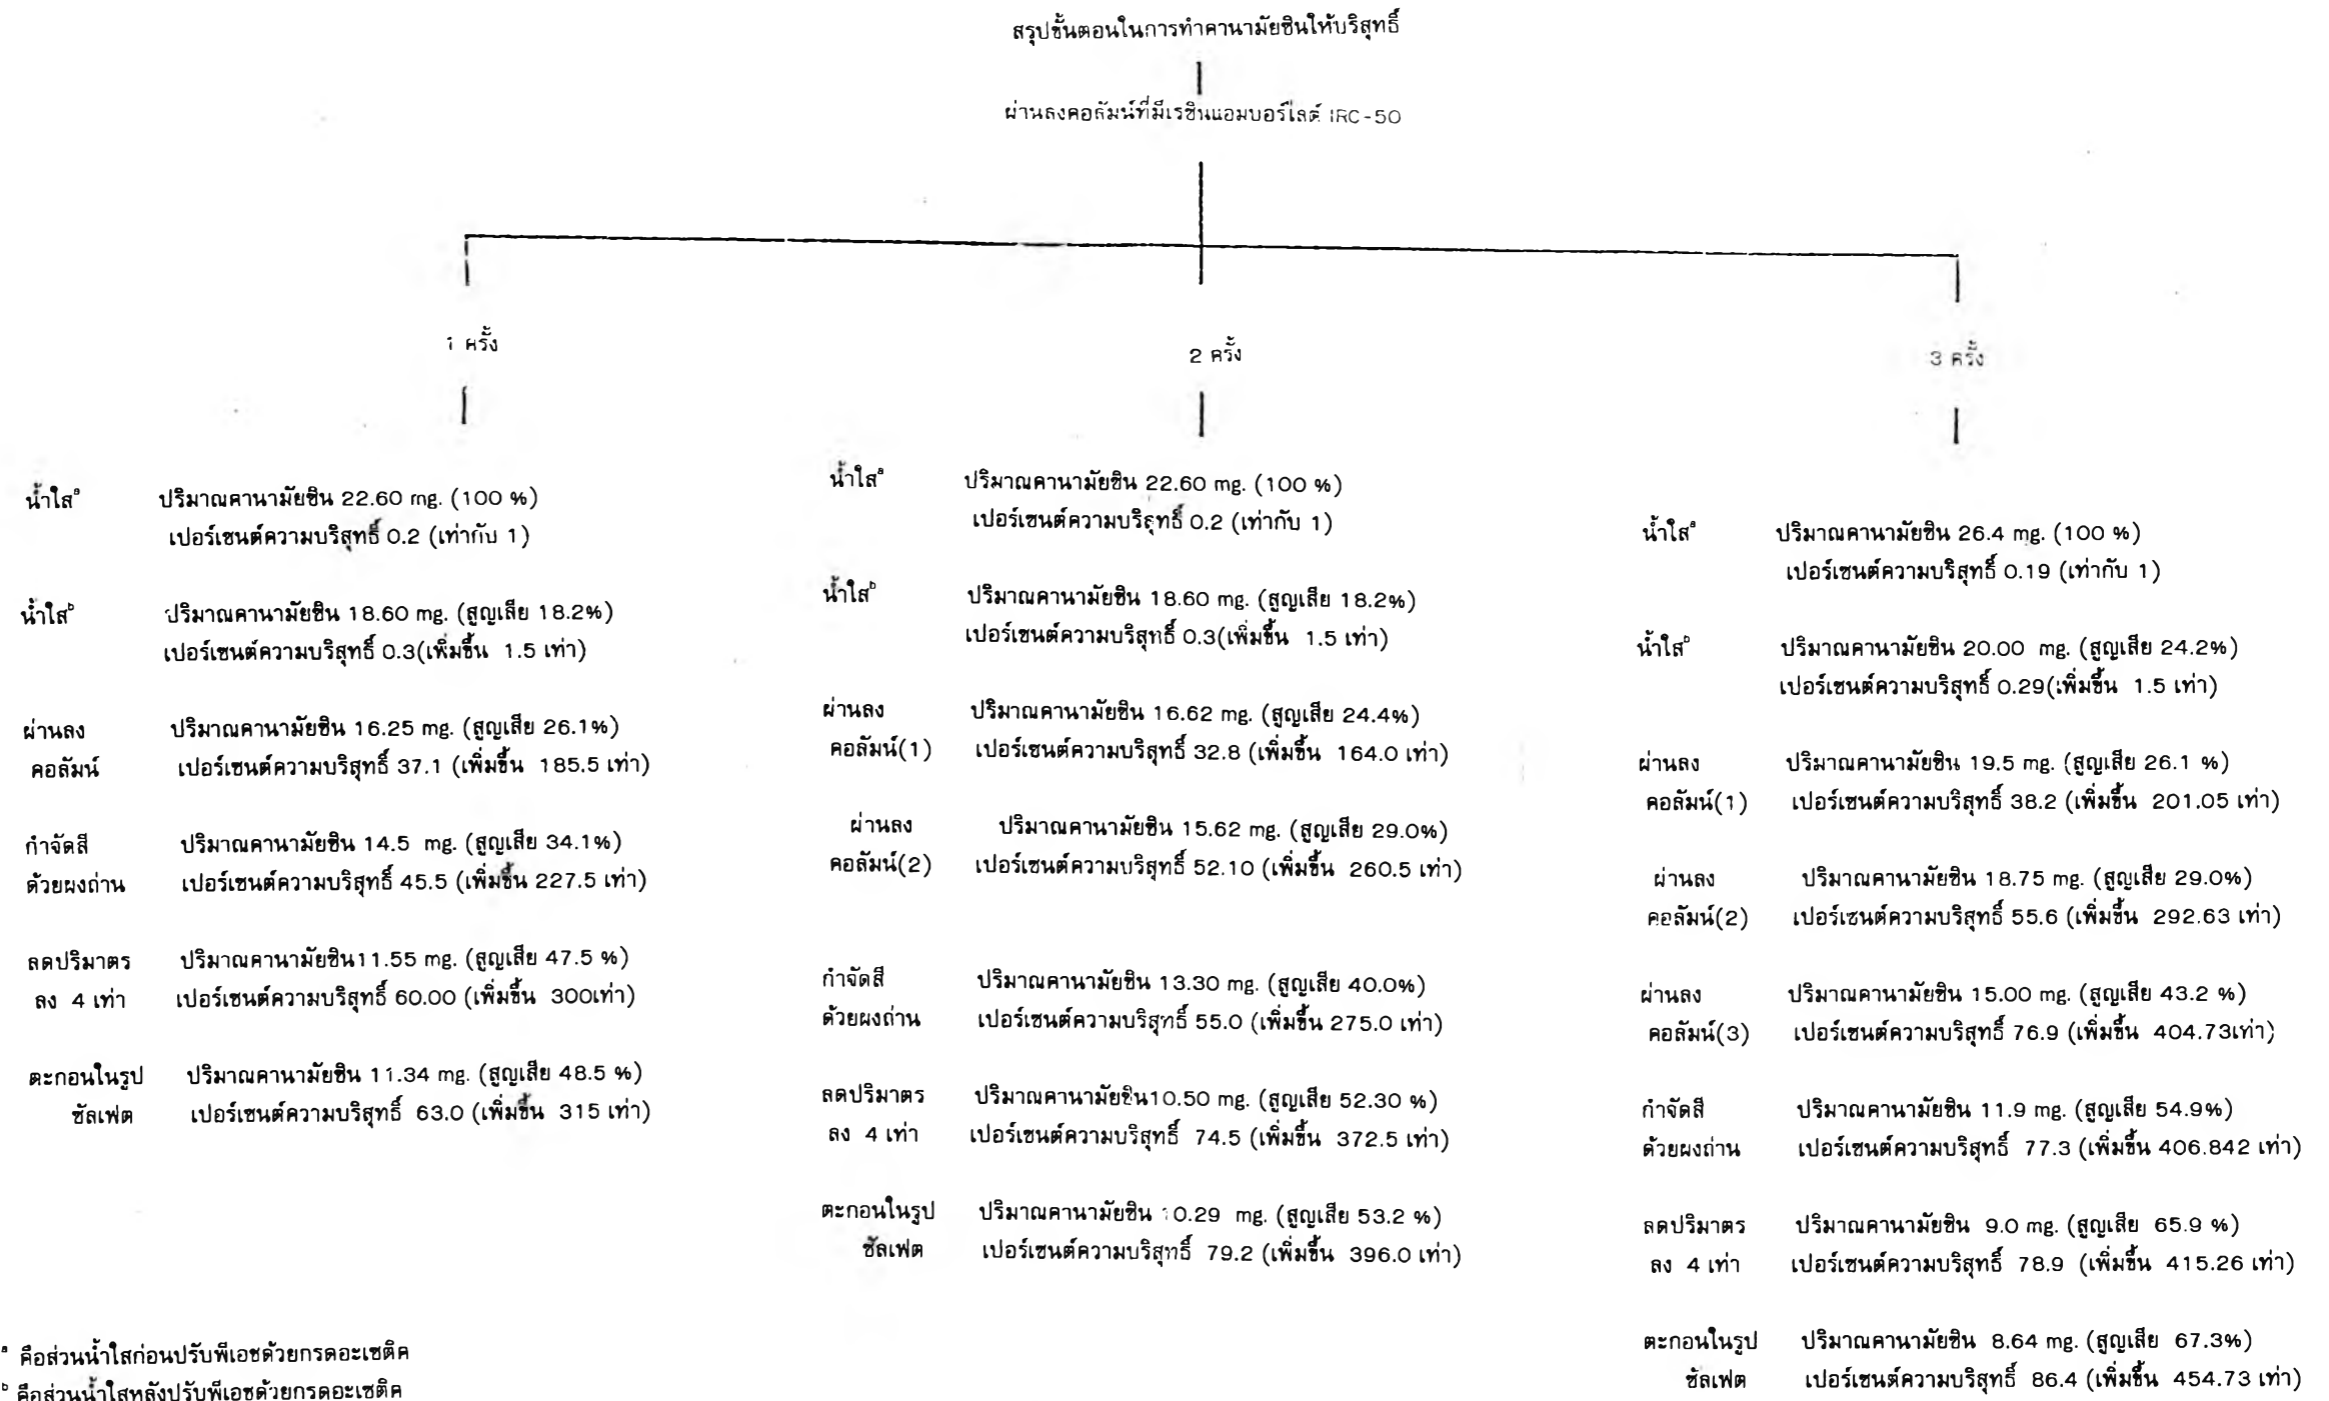 สรุปขั้นตอนในการทำคานามัยซินให้บริสุทธิ์
ผ่านลงคอลัมน์ที่มีเรซินแอมบอร์ไลต์ IRC-50
1 ครั้ง
น้ำใสᵃ ปริมาณคานามัยซิน 22.60 mg. (100 %)
เปอร์เซนต์ความบริสุทธิ์ 0.2 (เท่ากับ 1)
น้ำใสᵇ ปริมาณคานามัยซิน 18.60 mg. (สูญเสีย 18.2%)
เปอร์เซนต์ความบริสุทธิ์ 0.3(เพิ่มขึ้น 1.5 เท่า)
ผ่านลง ปริมาณคานามัยซิน 16.25 mg. (สูญเสีย 26.1%)
คอลัมน์ เปอร์เซนต์ความบริสุทธิ์ 37.1 (เพิ่มขึ้น 185.5 เท่า)
กำจัดสี ปริมาณคานามัยซิน 14.5 mg. (สูญเสีย 34.1%)
ด้วยผงถ่าน เปอร์เซนต์ความบริสุทธิ์ 45.5 (เพิ่มขึ้น 227.5 เท่า)
ลดปริมาตร ปริมาณคานามัยซิน11.55 mg. (สูญเสีย 47.5 %)
ลง 4 เท่า เปอร์เซนต์ความบริสุทธิ์ 60.00 (เพิ่มขึ้น 300เท่า)
ตะกอนในรูป ปริมาณคานามัยซิน 11.34 mg. (สูญเสีย 48.5 %)
ซัลเฟต เปอร์เซนต์ความบริสุทธิ์ 63.0 (เพิ่มขึ้น 315 เท่า)
2 ครั้ง
น้ำใสᵃ ปริมาณคานามัยซิน 22.60 mg. (100 %)
เปอร์เซนต์ความบริสุทธิ์ 0.2 (เท่ากับ 1)
น้ำใสᵇ ปริมาณคานามัยซิน 18.60 mg. (สูญเสีย 18.2%)
เปอร์เซนต์ความบริสุทธิ์ 0.3(เพิ่มขึ้น 1.5 เท่า)
ผ่านลง ปริมาณคานามัยซิน 16.62 mg. (สูญเสีย 24.4%)
คอลัมน์(1) เปอร์เซนต์ความบริสุทธิ์ 32.8 (เพิ่มขึ้น 164.0 เท่า)
ผ่านลง ปริมาณคานามัยซิน 15.62 mg. (สูญเสีย 29.0%)
คอลัมน์(2) เปอร์เซนต์ความบริสุทธิ์ 52.10 (เพิ่มขึ้น 260.5 เท่า)
กำจัดสี ปริมาณคานามัยซิน 13.30 mg. (สูญเสีย 40.0%)
ด้วยผงถ่าน เปอร์เซนต์ความบริสุทธิ์ 55.0 (เพิ่มขึ้น 275.0 เท่า)
ลดปริมาตร ปริมาณคานามัยซิน10.50 mg. (สูญเสีย 52.30 %)
ลง 4 เท่า เปอร์เซนต์ความบริสุทธิ์ 74.5 (เพิ่มขึ้น 372.5 เท่า)
ตะกอนในรูป ปริมาณคานามัยซิน 10.29 mg. (สูญเสีย 53.2 %)
ซัลเฟต เปอร์เซนต์ความบริสุทธิ์ 79.2 (เพิ่มขึ้น 396.0 เท่า)
3 ครั้ง
น้ำใสᵃ ปริมาณคานามัยซิน 26.4 mg. (100 %)
เปอร์เซนต์ความบริสุทธิ์ 0.19 (เท่ากับ 1)
น้ำใสᵇ ปริมาณคานามัยซิน 20.00 mg. (สูญเสีย 24.2%)
เปอร์เซนต์ความบริสุทธิ์ 0.29(เพิ่มขึ้น 1.5 เท่า)
ผ่านลง ปริมาณคานามัยซิน 19.5 mg. (สูญเสีย 26.1 %)
คอลัมน์(1) เปอร์เซนต์ความบริสุทธิ์ 38.2 (เพิ่มขึ้น 201.05 เท่า)
ผ่านลง ปริมาณคานามัยซิน 18.75 mg. (สูญเสีย 29.0%)
คอลัมน์(2) เปอร์เซนต์ความบริสุทธิ์ 55.6 (เพิ่มขึ้น 292.63 เท่า)
ผ่านลง ปริมาณคานามัยซิน 15.00 mg. (สูญเสีย 43.2 %)
คอลัมน์(3) เปอร์เซนต์ความบริสุทธิ์ 76.9 (เพิ่มขึ้น 404.73เท่า)
กำจัดสี ปริมาณคานามัยซิน 11.9 mg. (สูญเสีย 54.9%)
ด้วยผงถ่าน เปอร์เซนต์ความบริสุทธิ์ 77.3 (เพิ่มขึ้น 406.842 เท่า)
ลดปริมาตร ปริมาณคานามัยซิน 9.0 mg. (สูญเสีย 65.9 %)
ลง 4 เท่า เปอร์เซนต์ความบริสุทธิ์ 78.9 (เพิ่มขึ้น 415.26 เท่า)
ตะกอนในรูป ปริมาณคานามัยซิน 8.64 mg. (สูญเสีย 67.3%)
ซัลเฟต เปอร์เซนต์ความบริสุทธิ์ 86.4 (เพิ่มขึ้น 454.73 เท่า)
ᵃ คือส่วนน้ำใสก่อนปรับพีเอชด้วยกรดอะเซติค
ᵇ คือส่วนน้ำใสหลังปรับพีเอชด้วยกรดอะเซติค